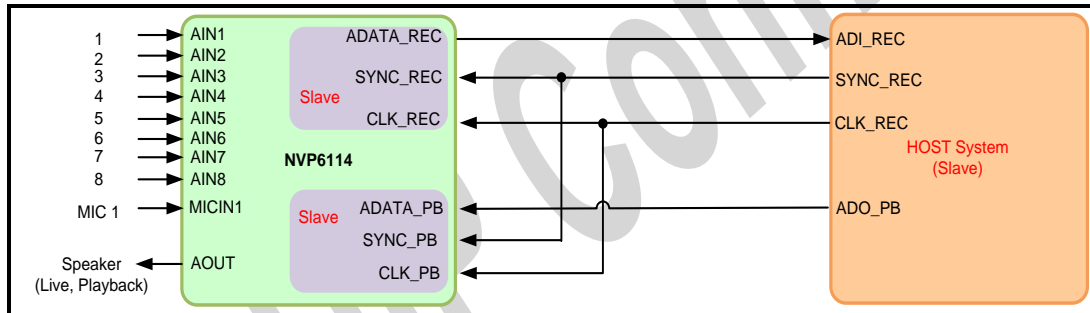 1
2
3
4
5
6
7
8
MIC 1
Speaker
(Live, Playback)
AIN1
AIN2
AIN3
AIN4
AIN5
AIN6
AIN7
AIN8
MICIN1
AOUT
NVP6114
Slave
ADATA_REC
SYNC_REC
CLK_REC
Slave
ADATA_PB
SYNC_PB
CLK_PB
ADI_REC
SYNC_REC
CLK_REC
HOST System
(Slave)
ADO_PB